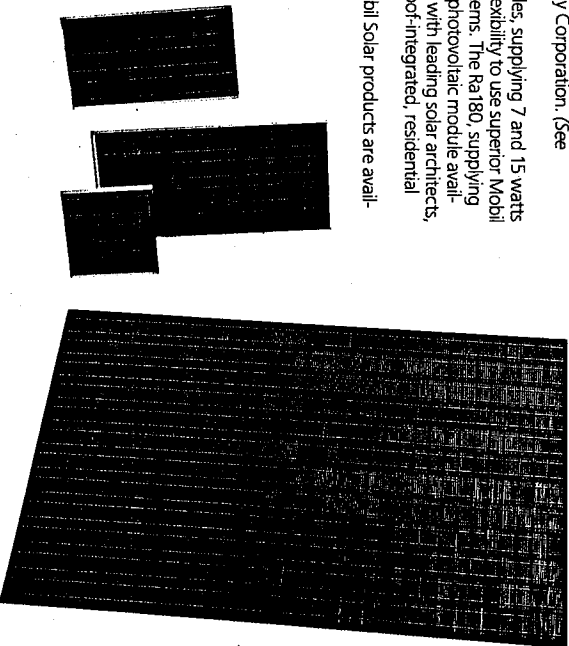 y Corporation. (See
les, supplying 7 and 15 watts
exibility to use superior Mobil
ems. The Ra180, supplying
photovoltaic module avail-
with leading solar architects,
oof-integrated, residential
bil Solar products are avail-